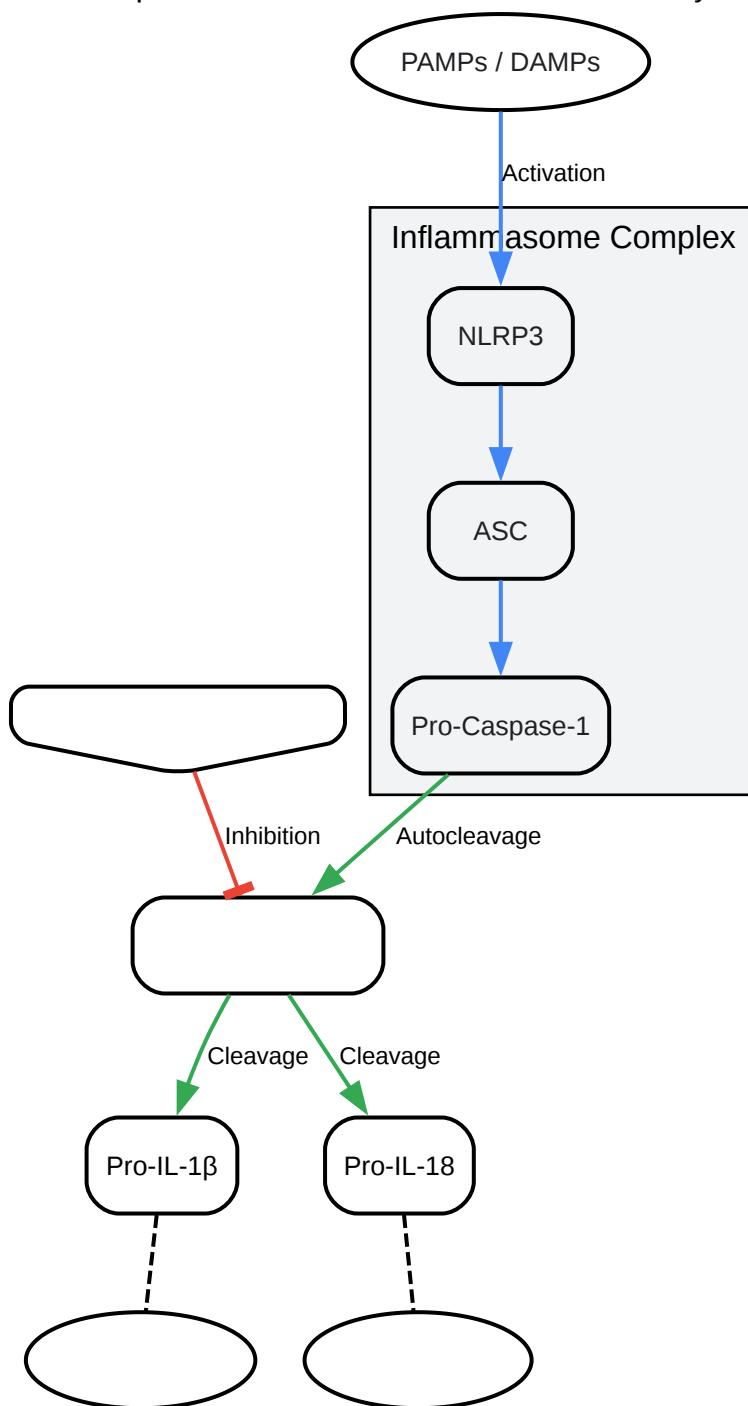 PAMPs / DAMPs
Activation
Inflammasome Complex
NLRP3
ASC
Pro-Caspase-1
Inhibition
Autocleavage
Cleavage
Cleavage
Pro-IL-1β
Pro-IL-18